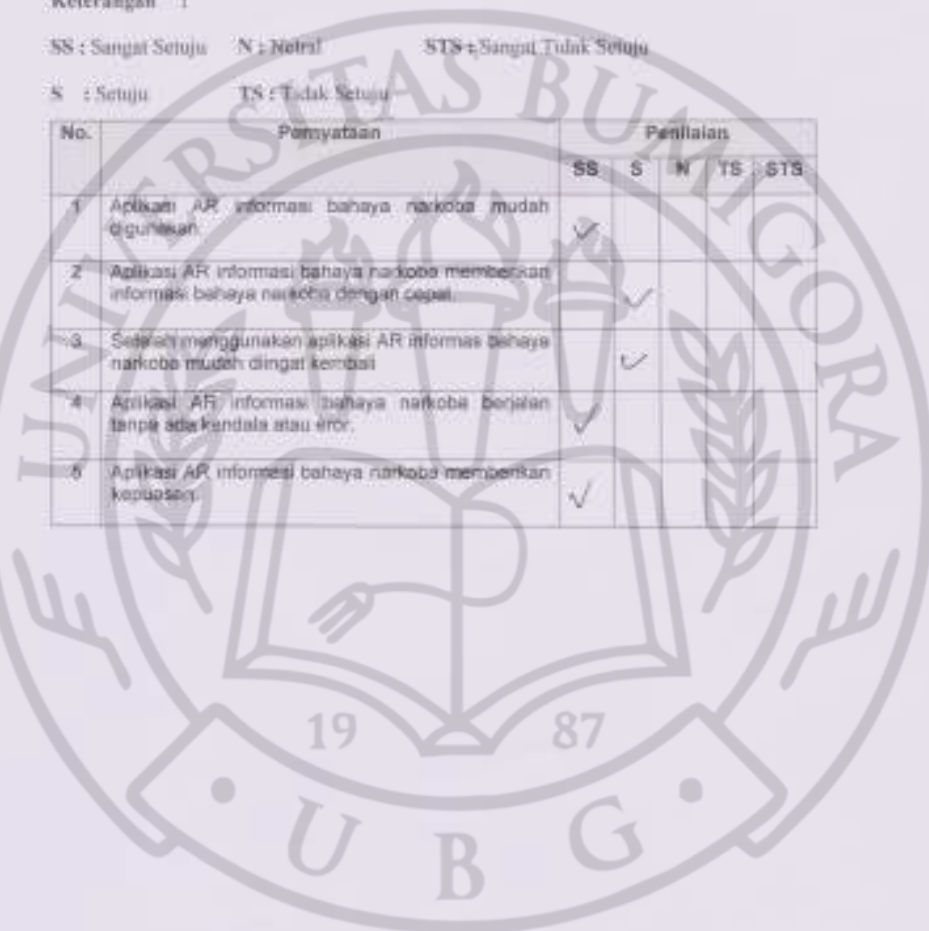 Keterangan :
SS : Sangat Setuju N : Netral STS : Sangat Tidak Setuju
S : Setuju TS : Tidak Setuju
No. Pernyataan Penilaian
SS S N TS STS
1 Aplikasi AR informasi bahaya narkoba mudah
digunakan. ✓
2 Aplikasi AR informasi bahaya narkoba memberikan
informasi bahaya narkoba dengan cepat. ✓
3 Setelah menggunakan aplikasi AR informas bahaya
narkoba mudah diingat kembali ✓
4 Aplikasi AR informasi bahaya narkoba berjalan
tanpa ada kendala atau eror. ✓
5 Aplikasi AR informasi bahaya narkoba memberikan
kepuasan. ✓
UNIVERSITAS BUMIGORA
19 87
U B G